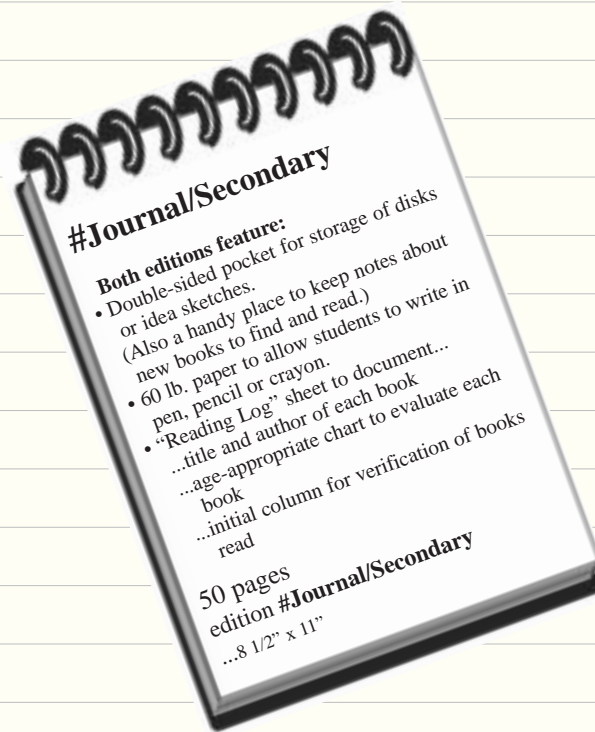 #Journal/Secondary
Both editions feature:
• Double-sided pocket for storage of disks
or idea sketches.
(Also a handy place to keep notes about
new books to find and read.)
• 60 lb. paper to allow students to write in
pen, pencil or crayon.
• “Reading Log” sheet to document...
...title and author of each book
...age-appropriate chart to evaluate each
book
...initial column for verification of books
read
50 pages
edition #Journal/Secondary
...8 1/2” x 11”